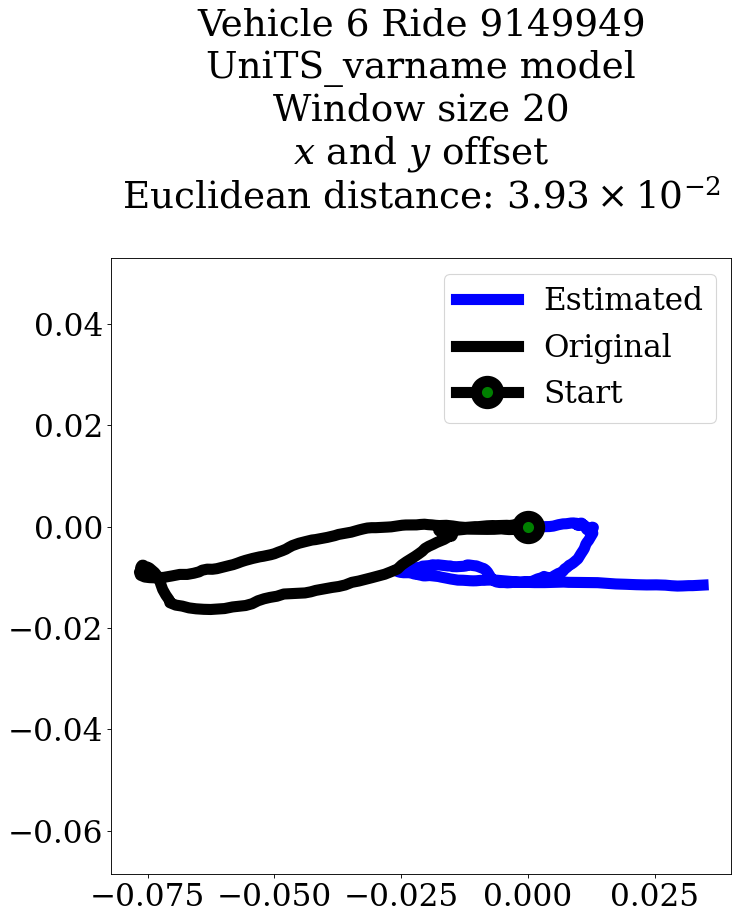 Vehicle 6 Ride 9149949
UniTS_varname model
Window size 20
x and y offset
Euclidean distance: 3.93 × 10⁻²
Estimated
Original
Start
0.04
0.02
0.00
−0.02
−0.04
−0.06
−0.075 −0.050 −0.025 0.000 0.025